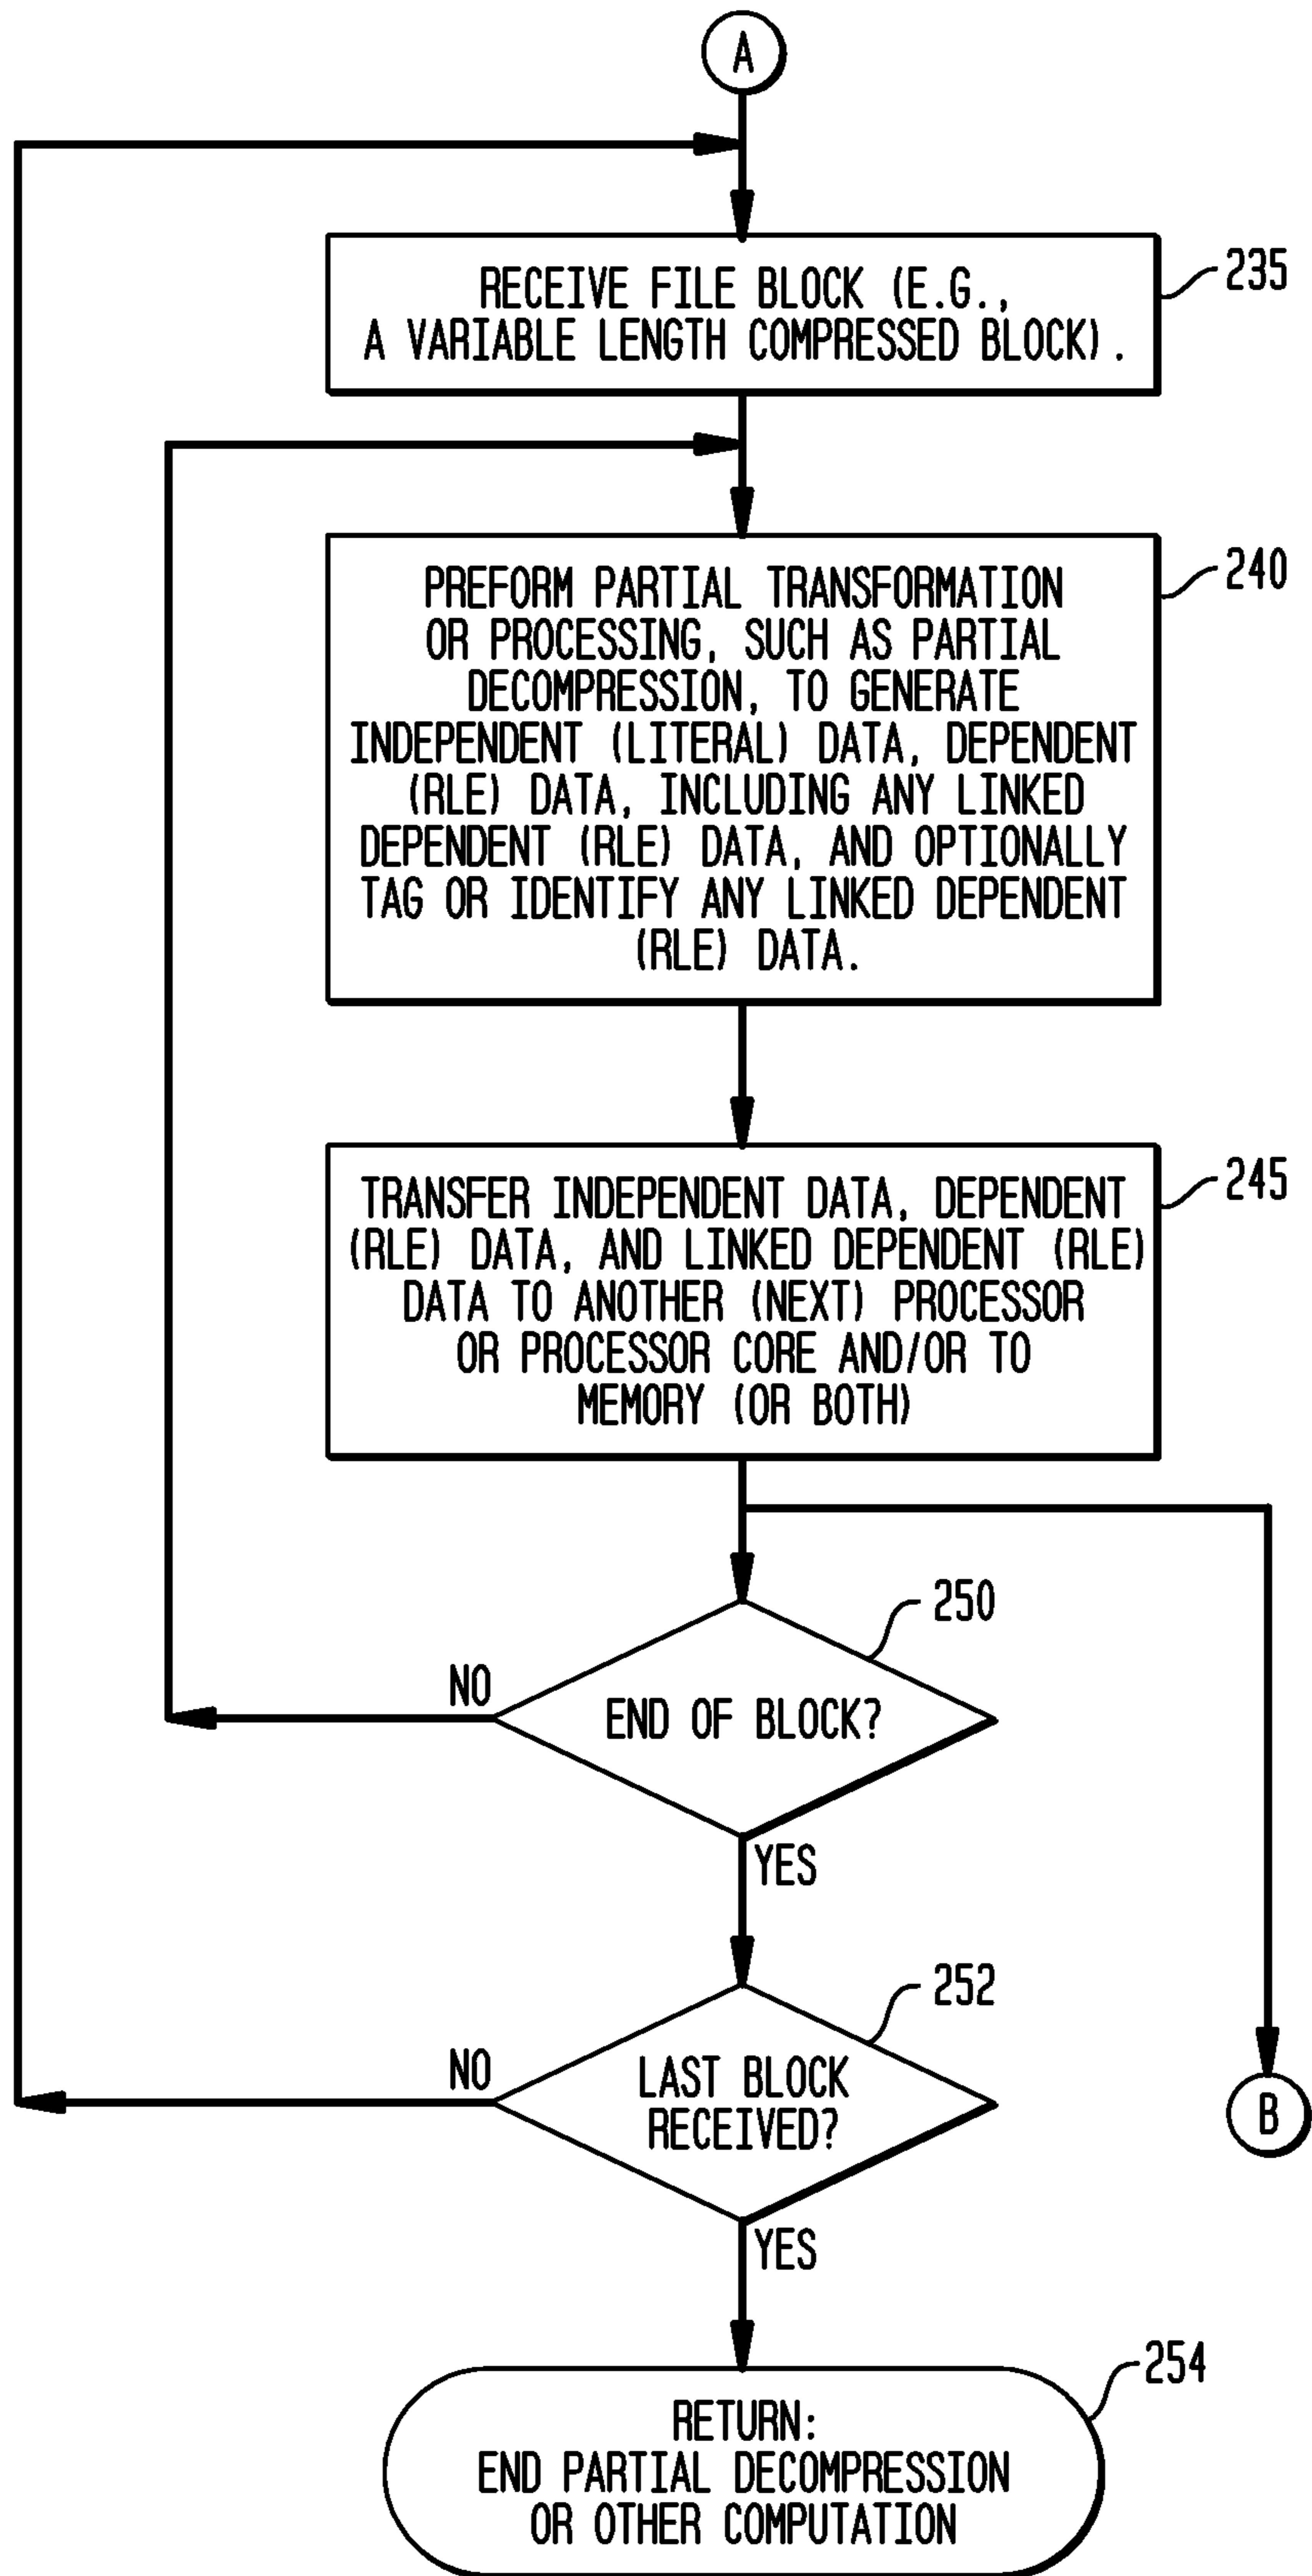 A
RECEIVE FILE BLOCK (E.G.,
A VARIABLE LENGTH COMPRESSED BLOCK).
235
PREFORM PARTIAL TRANSFORMATION
OR PROCESSING, SUCH AS PARTIAL
DECOMPRESSION, TO GENERATE
INDEPENDENT (LITERAL) DATA, DEPENDENT
(RLE) DATA, INCLUDING ANY LINKED
DEPENDENT (RLE) DATA, AND OPTIONALLY
TAG OR IDENTIFY ANY LINKED DEPENDENT
(RLE) DATA.
240
TRANSFER INDEPENDENT DATA, DEPENDENT
(RLE) DATA, AND LINKED DEPENDENT (RLE)
DATA TO ANOTHER (NEXT) PROCESSOR
OR PROCESSOR CORE AND/OR TO
MEMORY (OR BOTH)
245
250
NO
END OF BLOCK?
YES
252
NO
LAST BLOCK
RECEIVED?
B
YES
254
RETURN:
END PARTIAL DECOMPRESSION
OR OTHER COMPUTATION